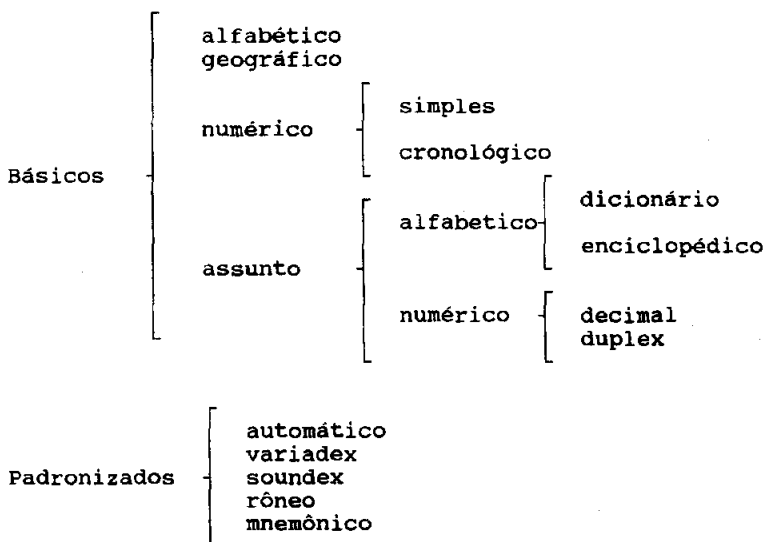 alfabético
geográfico
simples
numérico
cronológico
Básicos
dicionário
alfabetico
enciclopédico
assunto
numérico decimal
duplex
automático
variadex
Padronizados soundex
rôneo
mnemônico